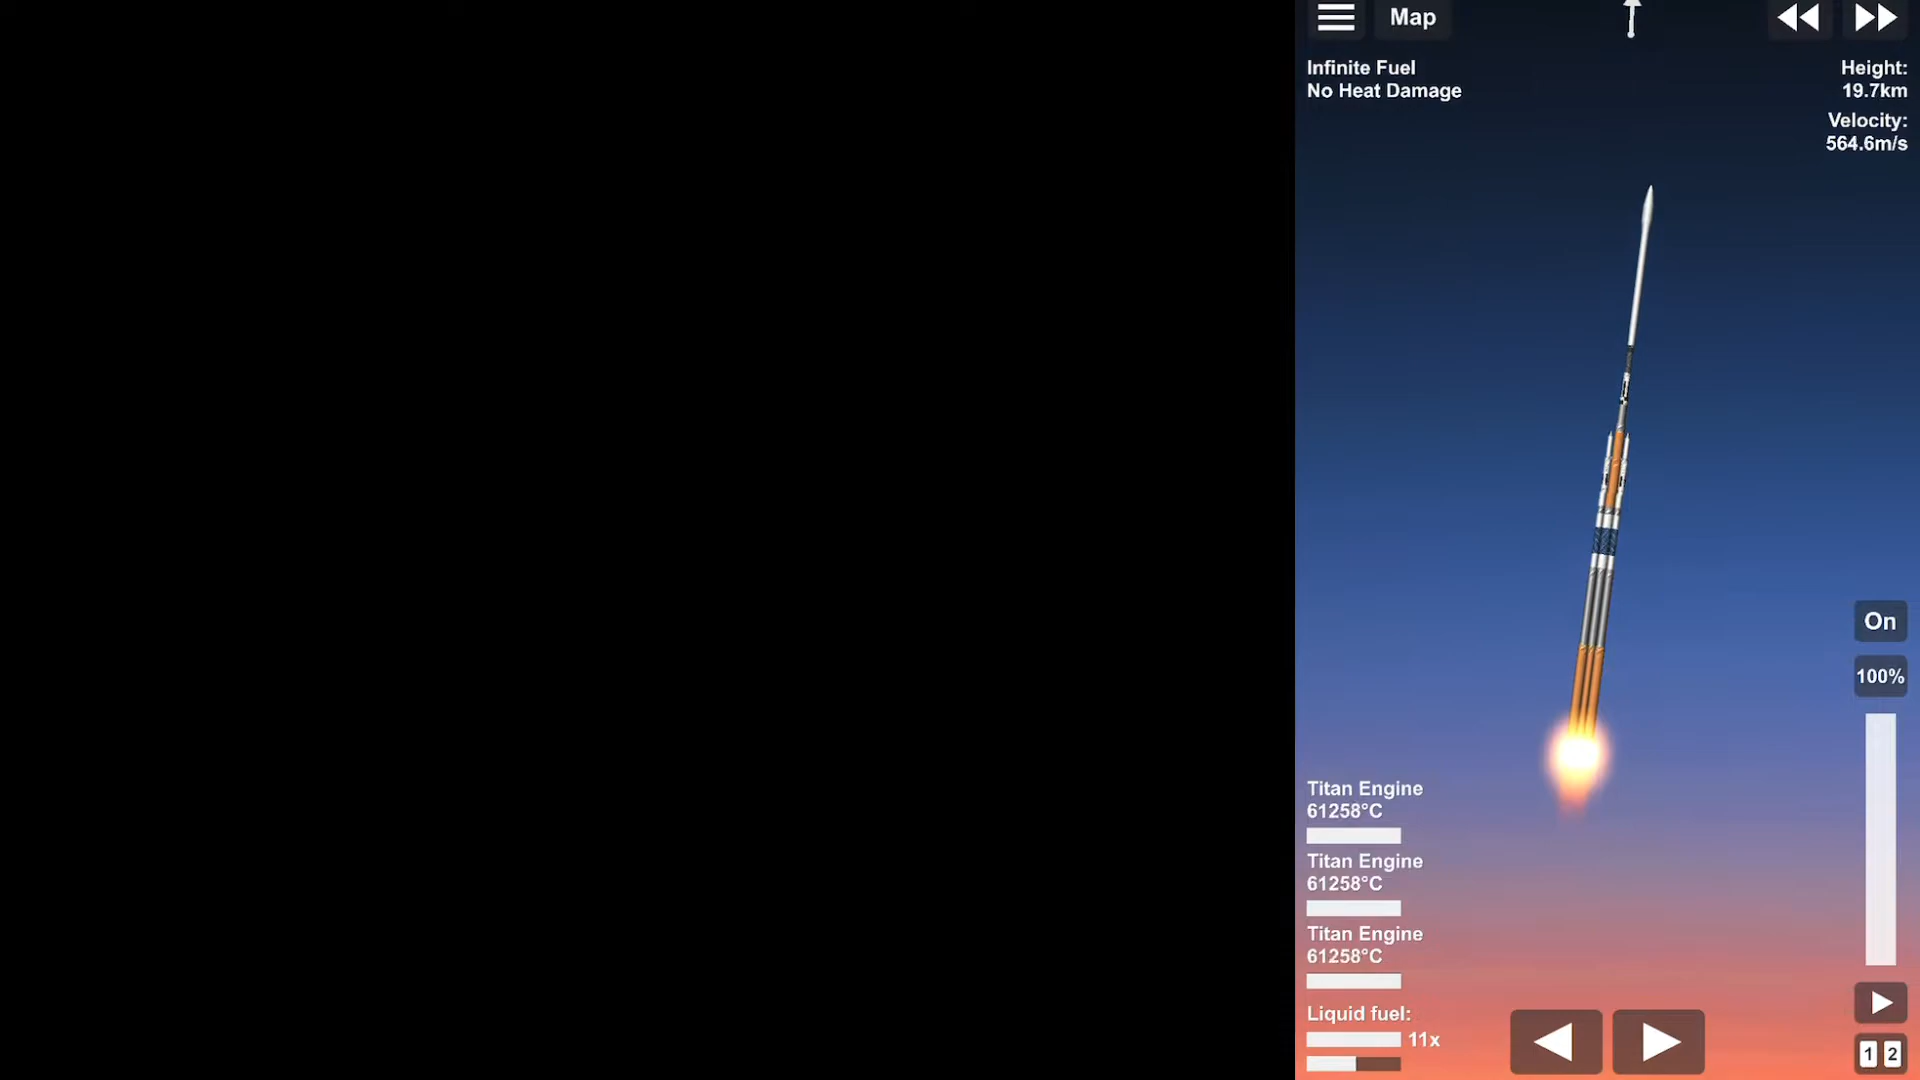 Map
Infinite Fuel
No Heat Damage
Height:
19.7km
Velocity:
564.6m/s
On
100%
Titan Engine
61258°C
Titan Engine
61258°C
Titan Engine
61258°C
Liquid fuel:
11x
1 2